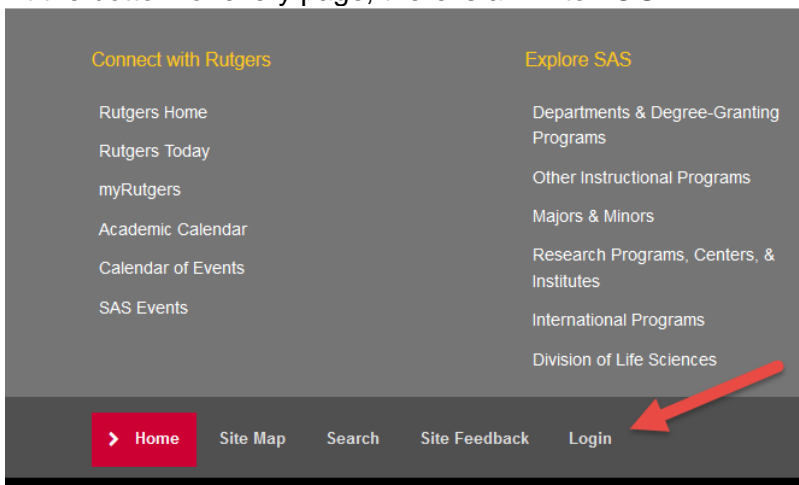 Connect with Rutgers
Rutgers Home
Rutgers Today
myRutgers
Academic Calendar
Calendar of Events
SAS Events
Explore SAS
Departments & Degree-Granting
Programs
Other Instructional Programs
Majors & Minors
Research Programs, Centers, &
Institutes
International Programs
Division of Life Sciences
Home
Site Map
Search
Site Feedback
Login